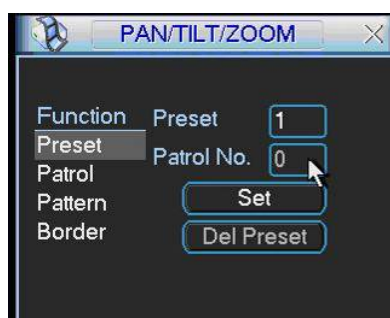 PAN/TILT/ZOOM
Function
Preset
Patrol
Pattern
Border
Preset 1
Patrol No. 0
Set
Del Preset